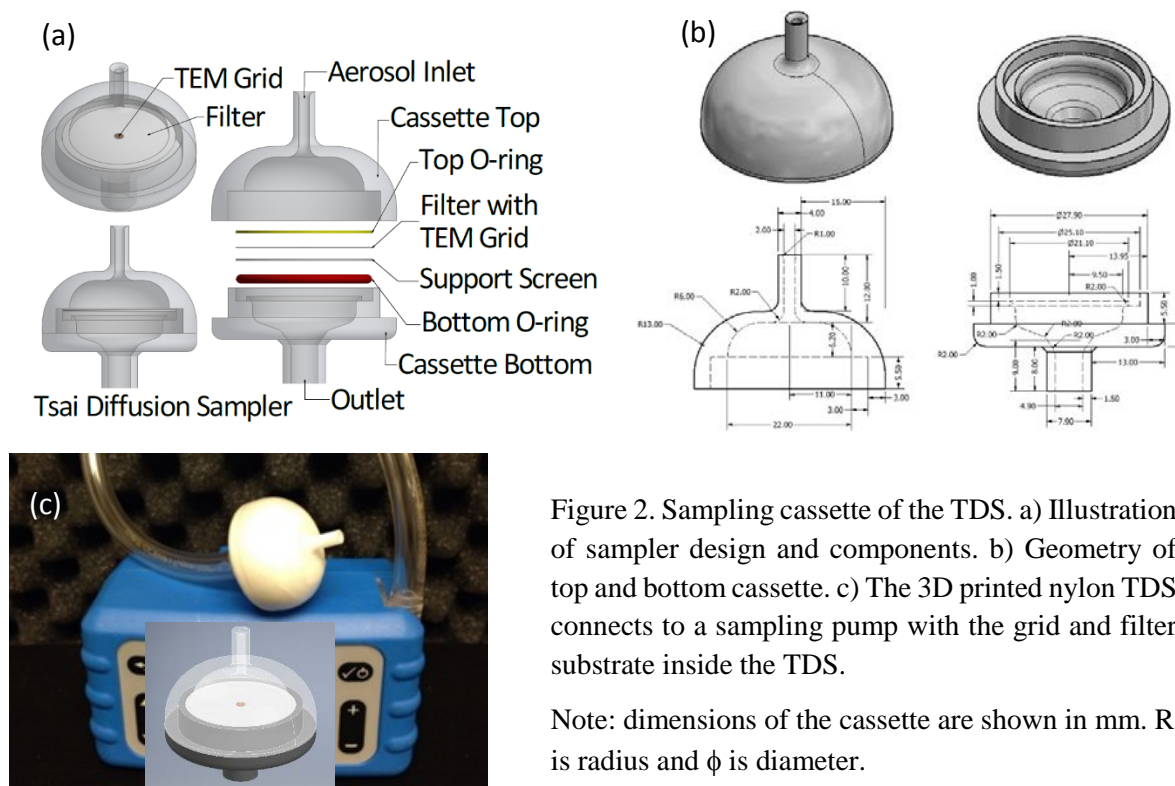 (a)
TEM Grid
Filter
Aerosol Inlet
Cassette Top
Top O-ring
Filter with
TEM Grid
Support Screen
Bottom O-ring
Cassette Bottom
Tsai Diffusion Sampler
Outlet
(b)
15.00
4.00
2.00
R1.00
10.00
12.00
R2.00
R6.00
R13.00
6.20
5.50
11.00
3.00
3.00
22.00
Ø27.90
Ø25.10
Ø21.10
13.95
9.50
R2.00
1.50
1.00
5.50
R2.00
R2.00
R2.00
R2.00
3.00
13.00
9.00
8.00
1.50
4.90
7.90
(c)
Figure 2. Sampling cassette of the TDS. a) Illustration
of sampler design and components. b) Geometry of
top and bottom cassette. c) The 3D printed nylon TDS
connects to a sampling pump with the grid and filter
substrate inside the TDS.
Note: dimensions of the cassette are shown in mm. R
is radius and ϕ is diameter.